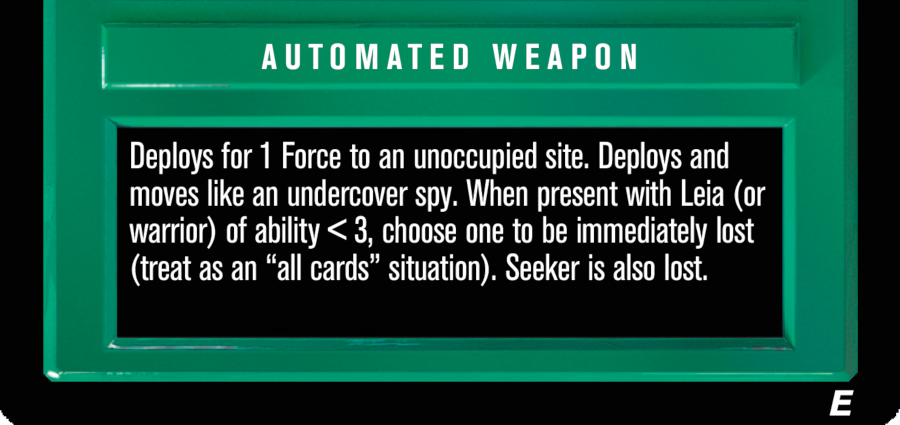 AUTOMATED WEAPON
Deploys for 1 Force to an unoccupied site. Deploys and
moves like an undercover spy. When present with Leia (or
warrior) of ability < 3, choose one to be immediately lost
(treat as an “all cards” situation). Seeker is also lost.
E